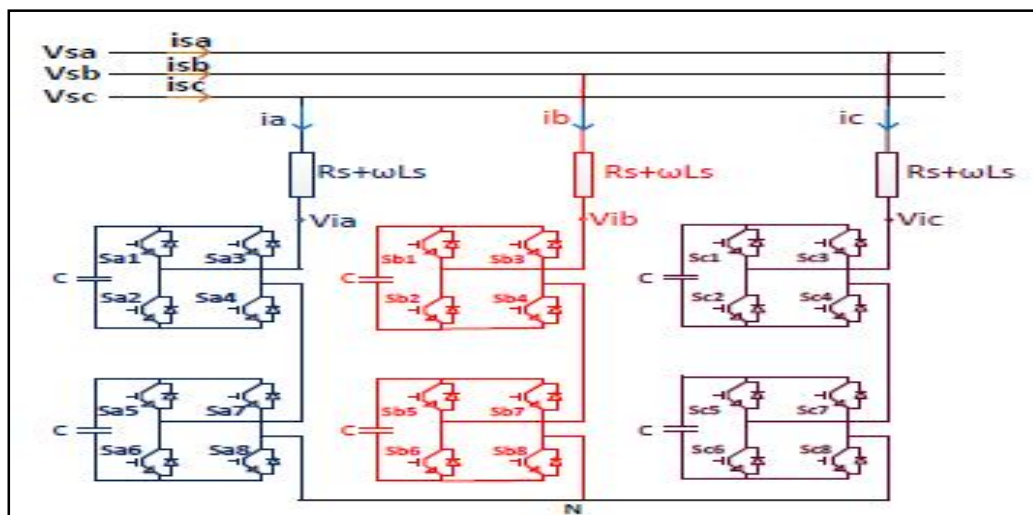 Vsa isa
Vsb isb
Vsc isc
ia ib ic
Rs+ωLs Rs+ωLs Rs+ωLs
Via Vib Vic
Sa1 Sa3 Sb1 Sb3 Sc1 Sc3
C C C
Sa2 Sa4 Sb2 Sb4 Sc2 Sc4
Sa5 Sa7 Sb5 Sb7 Sc5 Sc7
C C C
Sa6 Sa8 Sb6 Sb8 Sc6 Sc8
N